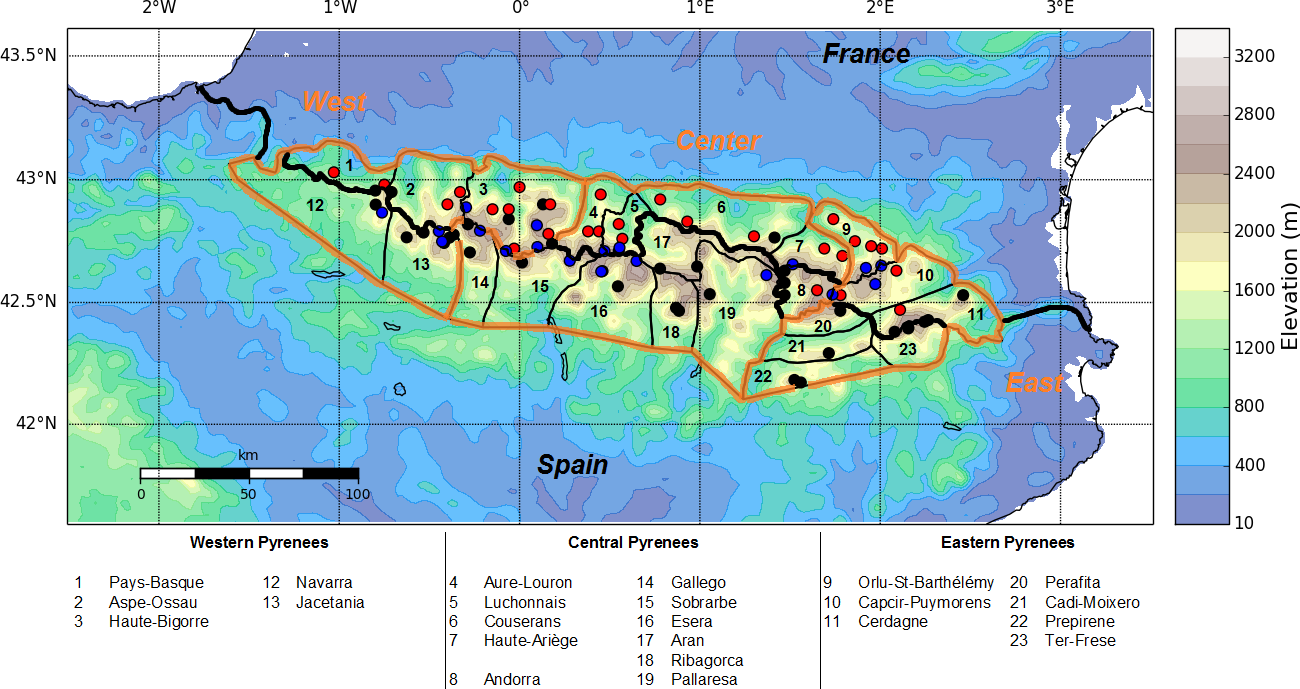 2°W 1°W 0° 1°E 2°E 3°E
43.5°N France 3200
West 2800
Center
43°N 1 2400
2 3
12 4 5 6 2000
17 9
13 14 7 10 1600
15 8
42.5°N 16 19 11
18 20 1200
21 23
22 East
42°N 800
km Spain 400
0 50 100 10
Elevation (m)
Western Pyrenees Central Pyrenees Eastern Pyrenees
1 Pays-Basque 12 Navarra 4 Aure-Louron 14 Gallego 9 Orlu-St-Barthélémy 20 Perafita
2 Aspe-Ossau 13 Jacetania 5 Luchonnais 15 Sobrarbe 10 Capcir-Puymorens 21 Cadi-Moixero
3 Haute-Bigorre 6 Couserans 16 Esera 11 Cerdagne 22 Prepirene
7 Haute-Ariège 17 Aran 23 Ter-Frese
18 Ribagorca
8 Andorra 19 Pallaresa